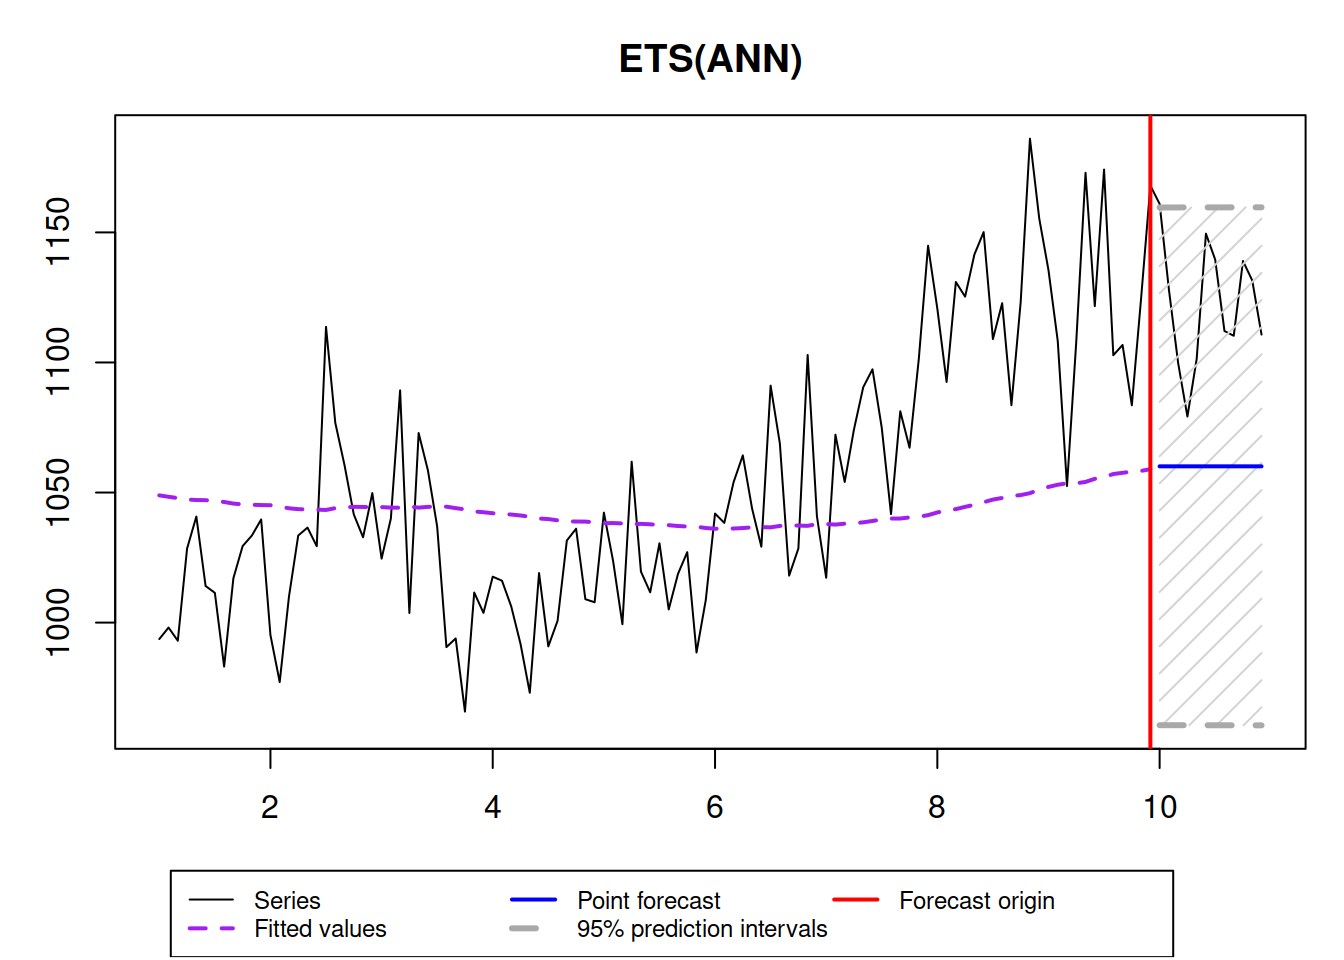 ETS(ANN)
1150
1100
1050
1000
2 4 6 8 10
Series Point forecast Forecast origin
Fitted values 95% prediction intervals